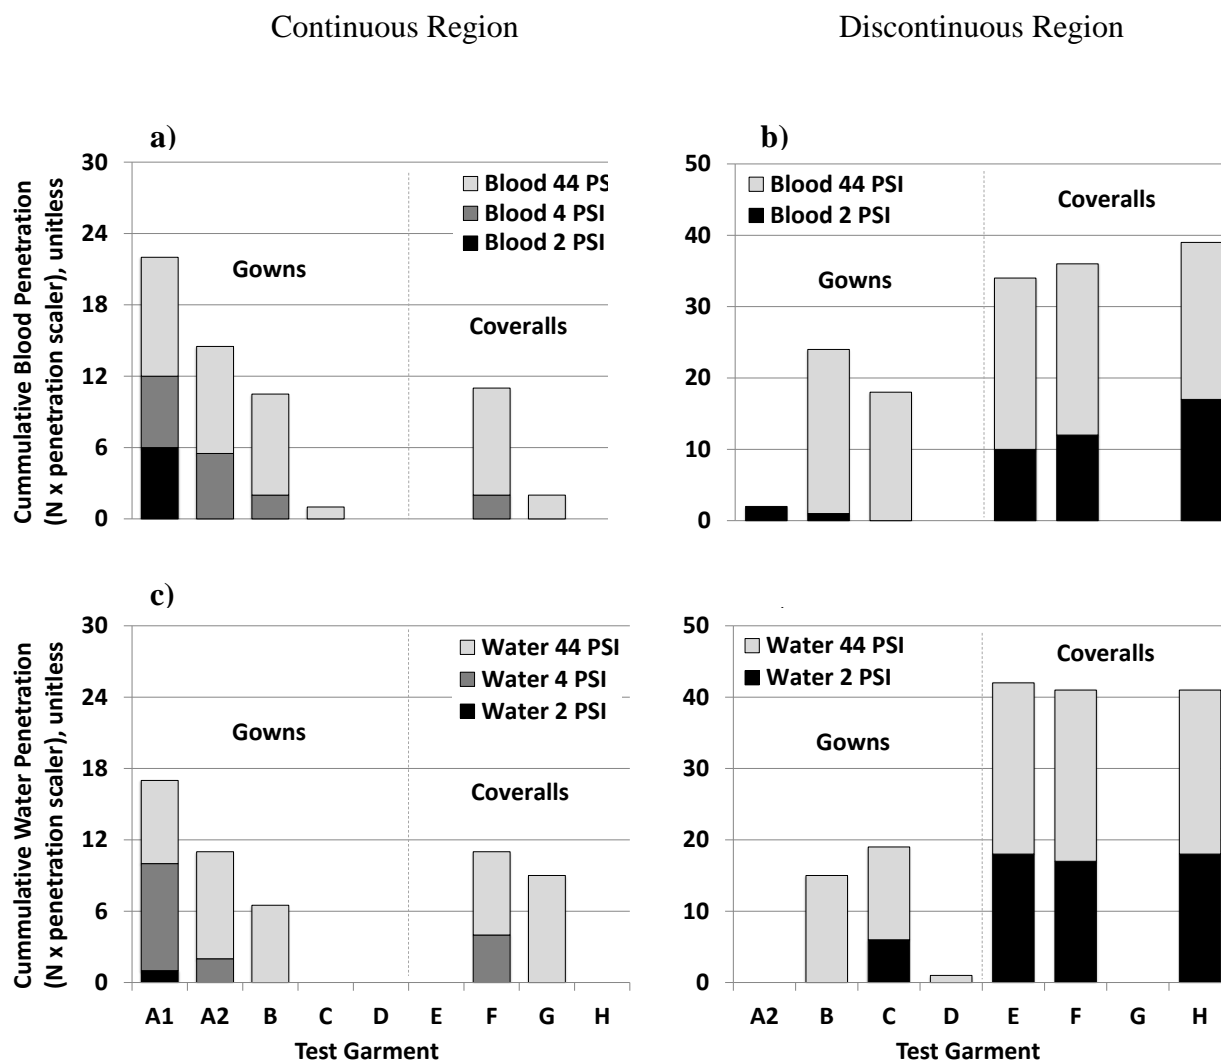 Continuous Region
Discontinuous Region
a)
Cummulative Blood Penetration
(N x penetration scaler), unitless
30
24
18
12
6
0
Blood 44 PS
Blood 4 PSI
Blood 2 PSI
Gowns
Coveralls
b)
50
40
30
20
10
0
Blood 44 PSI
Blood 2 PSI
Gowns
Coveralls
c)
Cummulative Water Penetration
(N x penetration scaler), unitless
30
24
18
12
6
0
Water 44 PSI
Water 4 PSI
Water 2 PSI
Gowns
Coveralls
A1 A2 B C D E F G H
Test Garment
50
40
30
20
10
0
Water 44 PSI
Water 2 PSI
Gowns
Coveralls
A2 B C D E F G H
Test Garment